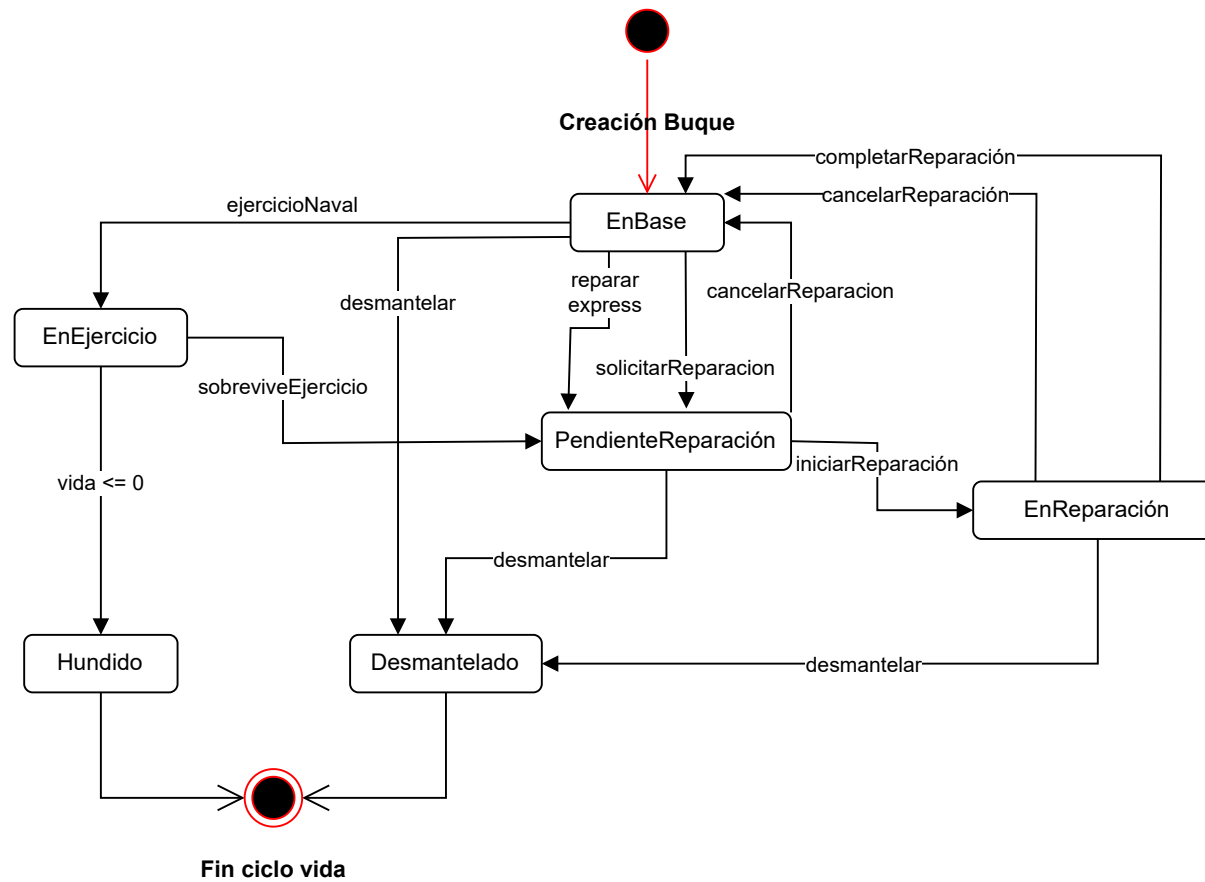 Creación Buque
completarReparación
cancelarReparación
ejercicioNaval
EnBase
reparar
express
cancelarReparacion
desmantelar
EnEjercicio
solicitarReparacion
sobreviveEjercicio
PendienteReparación
iniciarReparación
vida <= 0
EnReparación
desmantelar
Hundido
Desmantelado
desmantelar
Fin ciclo vida